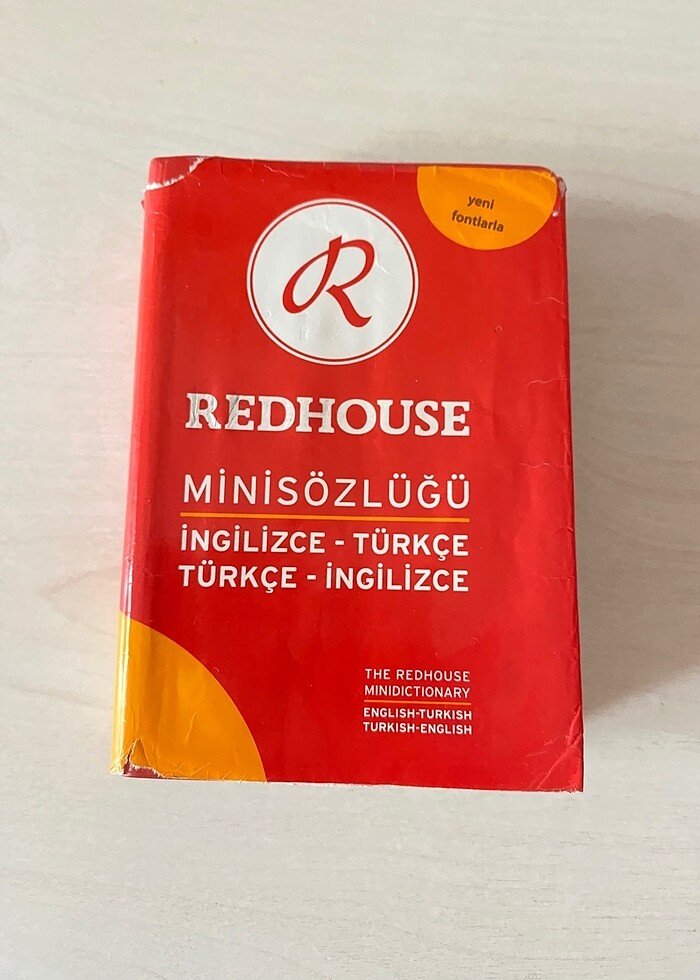 yeni
fontlarla
R
REDHOUSE
MİNİSÖZLÜĞÜ
İNGİLİZCE - TÜRKÇE
TÜRKÇE - İNGİLİZCE
THE REDHOUSE
MINIDICTIONARY
ENGLISH-TURKISH
TURKISH-ENGLISH